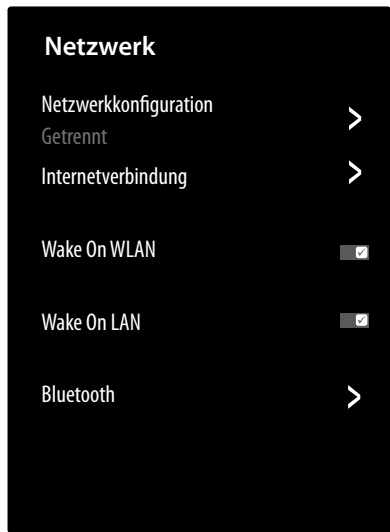 Netzwerk
Netzwerkkonfiguration
Getrennt
Internetverbindung
Wake On WLAN
Wake On LAN
Bluetooth